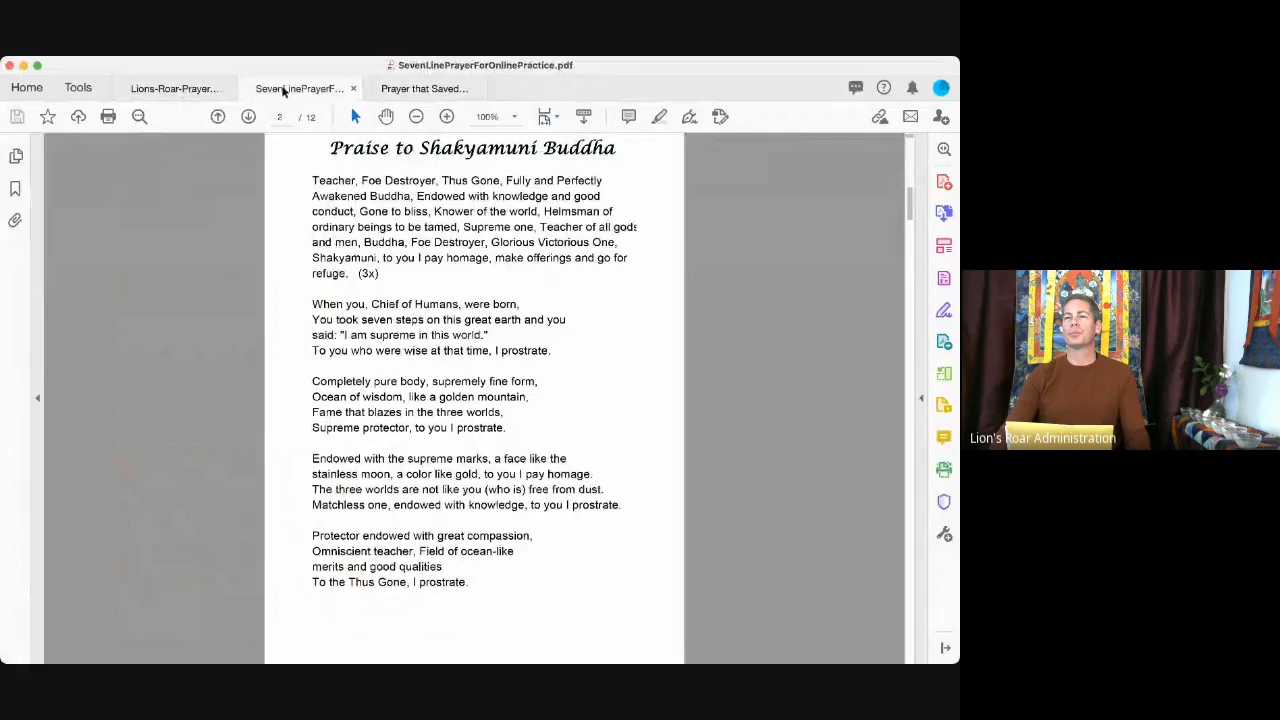 SevenLinePrayerForOnlinePractice.pdf
Home
Tools
Lions-Roar-Prayer...
SevenLinePrayerF...
Prayer that Saved...
2 / 12
100%
Praise to Shakyamuni Buddha
Teacher, Foe Destroyer, Thus Gone, Fully and Perfectly
Awakened Buddha, Endowed with knowledge and good
conduct, Gone to bliss, Knower of the world, Helmsman of
ordinary beings to be tamed, Supreme one, Teacher of all gods
and men, Buddha, Foe Destroyer, Glorious Victorious One,
Shakyamuni, to you I pay homage, make offerings and go for
refuge. (3x)
When you, Chief of Humans, were born,
You took seven steps on this great earth and you
said: "I am supreme in this world."
To you who were wise at that time, I prostrate.
Completely pure body, supremely fine form,
Ocean of wisdom, like a golden mountain,
Fame that blazes in the three worlds,
Supreme protector, to you I prostrate.
Endowed with the supreme marks, a face like the
stainless moon, a color like gold, to you I pay homage.
The three worlds are not like you (who is) free from dust.
Matchless one, endowed with knowledge, to you I prostrate.
Protector endowed with great compassion,
Omniscient teacher, Field of ocean-like
merits and good qualities
To the Thus Gone, I prostrate.
Lion's Roar Administration